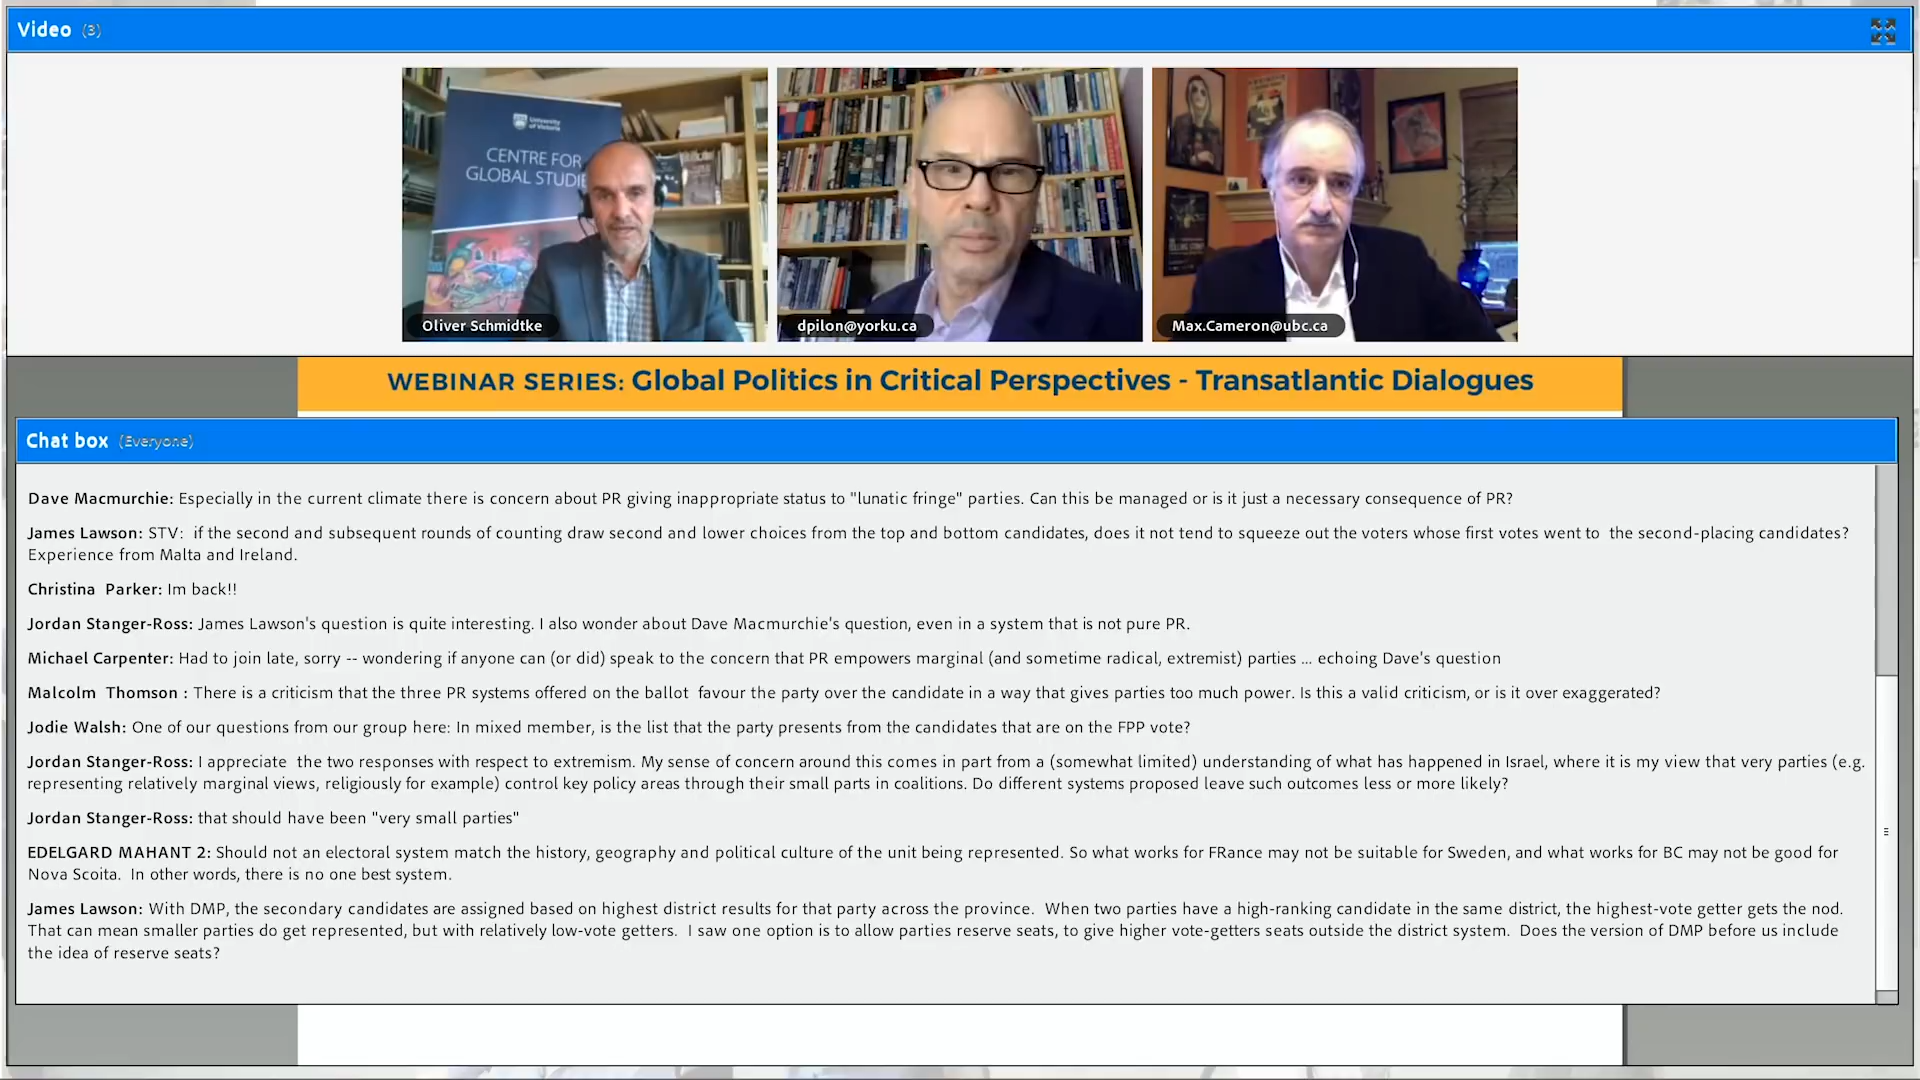 Video (3)
University
of Victoria
CENTRE FOR
GLOBAL STUDIE
Oliver Schmidtke
dpilon@yorku.ca
Max.Cameron@ubc.ca
WEBINAR SERIES: Global Politics in Critical Perspectives - Transatlantic Dialogues
Chat box (Everyone)
Dave Macmurchie: Especially in the current climate there is concern about PR giving inappropriate status to "lunatic fringe" parties. Can this be managed or is it just a necessary consequence of PR?
James Lawson: STV:  if the second and subsequent rounds of counting draw second and lower choices from the top and bottom candidates, does it not tend to squeeze out the voters whose first votes went to  the second-placing candidates?
Experience from Malta and Ireland.
Christina  Parker: Im back!!
Jordan Stanger-Ross: James Lawson's question is quite interesting. I also wonder about Dave Macmurchie's question, even in a system that is not pure PR.
Michael Carpenter: Had to join late, sorry -- wondering if anyone can (or did) speak to the concern that PR empowers marginal (and sometime radical, extremist) parties ... echoing Dave's question
Malcolm  Thomson : There is a criticism that the three PR systems offered on the ballot  favour the party over the candidate in a way that gives parties too much power. Is this a valid criticism, or is it over exaggerated?
Jodie Walsh: One of our questions from our group here: In mixed member, is the list that the party presents from the candidates that are on the FPP vote?
Jordan Stanger-Ross: I appreciate  the two responses with respect to extremism. My sense of concern around this comes in part from a (somewhat limited) understanding of what has happened in Israel, where it is my view that very parties (e.g.
representing relatively marginal views, religiously for example) control key policy areas through their small parts in coalitions. Do different systems proposed leave such outcomes less or more likely?
Jordan Stanger-Ross: that should have been "very small parties"
EDELGARD MAHANT 2: Should not an electoral system match the history, geography and political culture of the unit being represented. So what works for FRance may not be suitable for Sweden, and what works for BC may not be good for
Nova Scoita.  In other words, there is no one best system.
James Lawson: With DMP, the secondary candidates are assigned based on highest district results for that party across the province.  When two parties have a high-ranking candidate in the same district, the highest-vote getter gets the nod.
That can mean smaller parties do get represented, but with relatively low-vote getters.  I saw one option is to allow parties reserve seats, to give higher vote-getters seats outside the district system.  Does the version of DMP before us include
the idea of reserve seats?